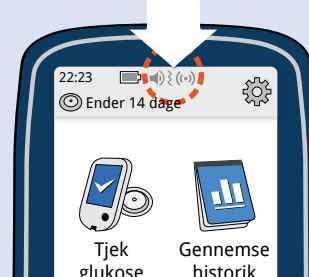 22:23
Ender 14 dage
Tjek
glukose
Gennemse
historik